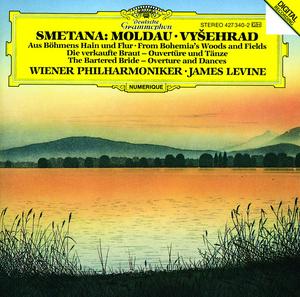 Deutsche
Grammophon
STEREO 427 340-2 GH
DIGITAL
SMETANA: MOLDAU · VYŠEHRAD
Aus Böhmens Hain und Flur · From Bohemia's Woods and Fields
Die verkaufte Braut – Ouvertüre und Tänze
The Bartered Bride – Overture and Dances
WIENER PHILHARMONIKER · JAMES LEVINE
NUMERIQUE